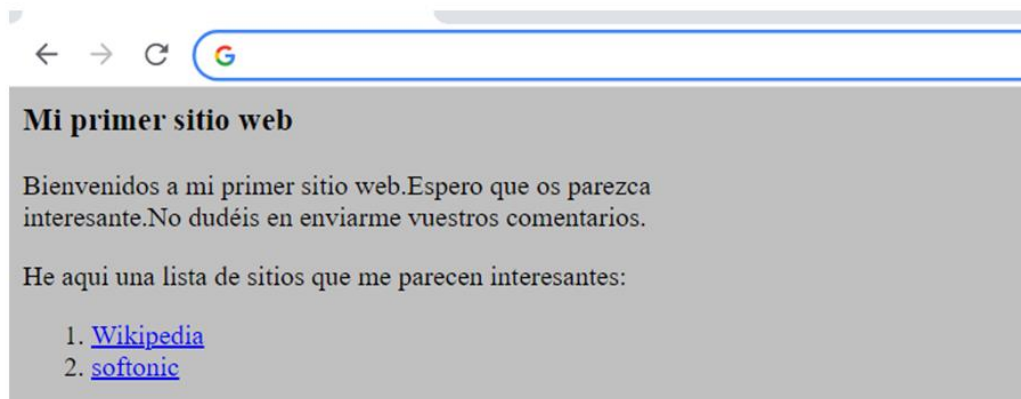 Mi primer sitio web
Bienvenidos a mi primer sitio web.Espero que os parezca
interesante.No dudéis en enviarme vuestros comentarios.
He aqui una lista de sitios que me parecen interesantes:
1. Wikipedia
2. softonic